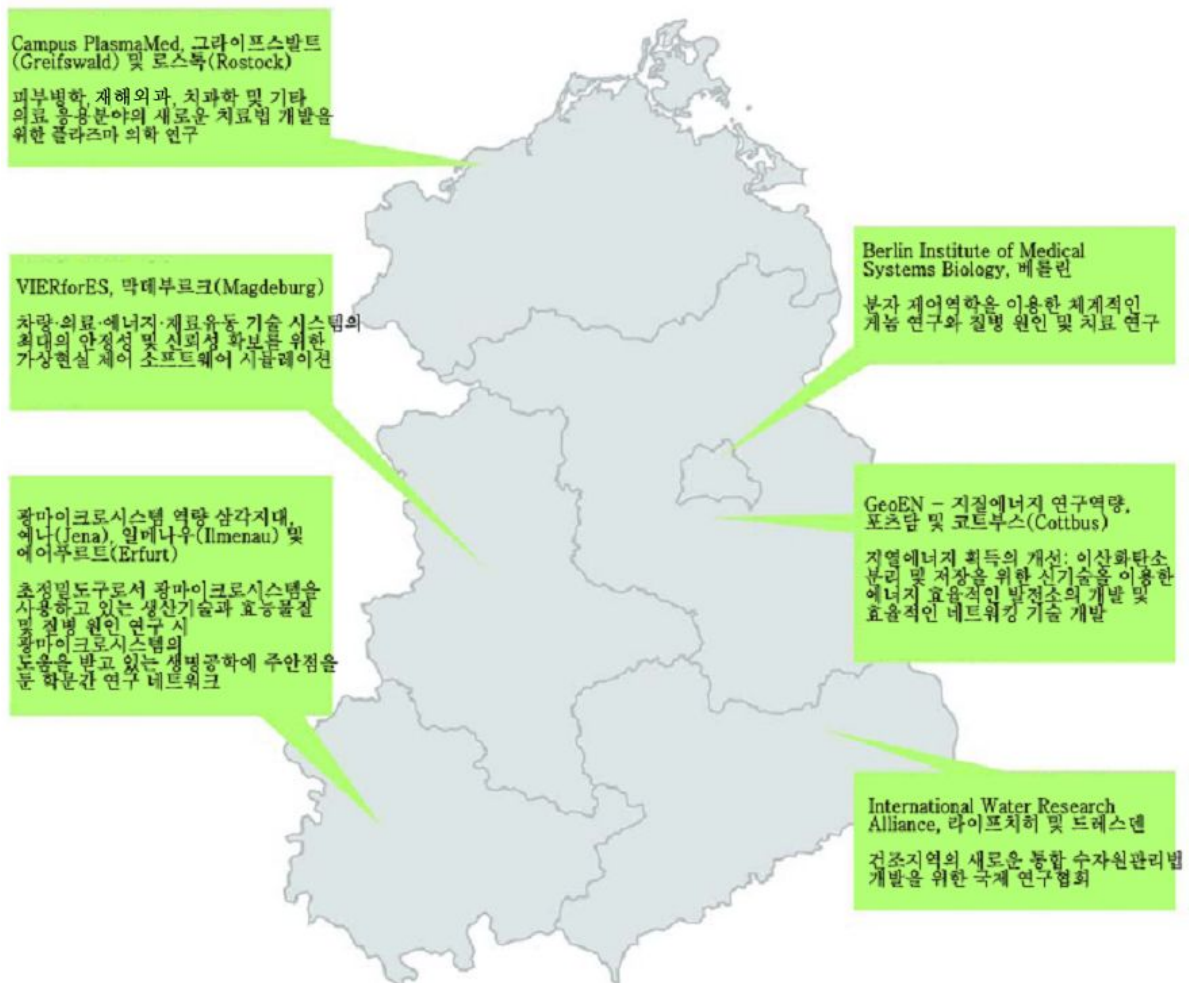 Campus PlasmaMed, 그라이프스발트
(Greifswald) 및 로스톡(Rostock)
피부병학, 재해외과, 치과학 및 기타
의료 응용분야의 새로운 치료법 개발을
위한 플라즈마 의학 연구
VIERforES, 막데부르크(Magdeburg)
차량·의료·에너지·재료유동 기술 시스템의
최대의 안정성 및 신뢰성 확보를 위한
가상현실 제어 소프트웨어 시뮬레이션
광마이크로시스템 역량 삼각지대,
예나(Jena), 일메나우(Ilmenau) 및
에어푸르트(Erfurt)
초정밀도구로서 광마이크로시스템을
사용하고 있는 생산기술과 효능물질
및 질병 원인 연구 시
광마이크로시스템의
도움을 받고 있는 생명공학에 주안점을
둔 학문간 연구 네트워크
Berlin Institute of Medical
Systems Biology, 베를린
분자 제어역학을 이용한 체계적인
게놈 연구와 질병 원인 및 치료 연구
GeoEN - 지질에너지 연구역량,
포츠담 및 코트부스(Cottbus)
지열에너지 획득의 개선: 이산화탄소
분리 및 저장을 위한 신기술을 이용한
에너지 효율적인 발전소의 개발 및
효율적인 네트워킹 기술 개발
International Water Research
Alliance, 라이프치히 및 드레스덴
건조지역의 새로운 통합 수자원관리법
개발을 위한 국제 연구협회